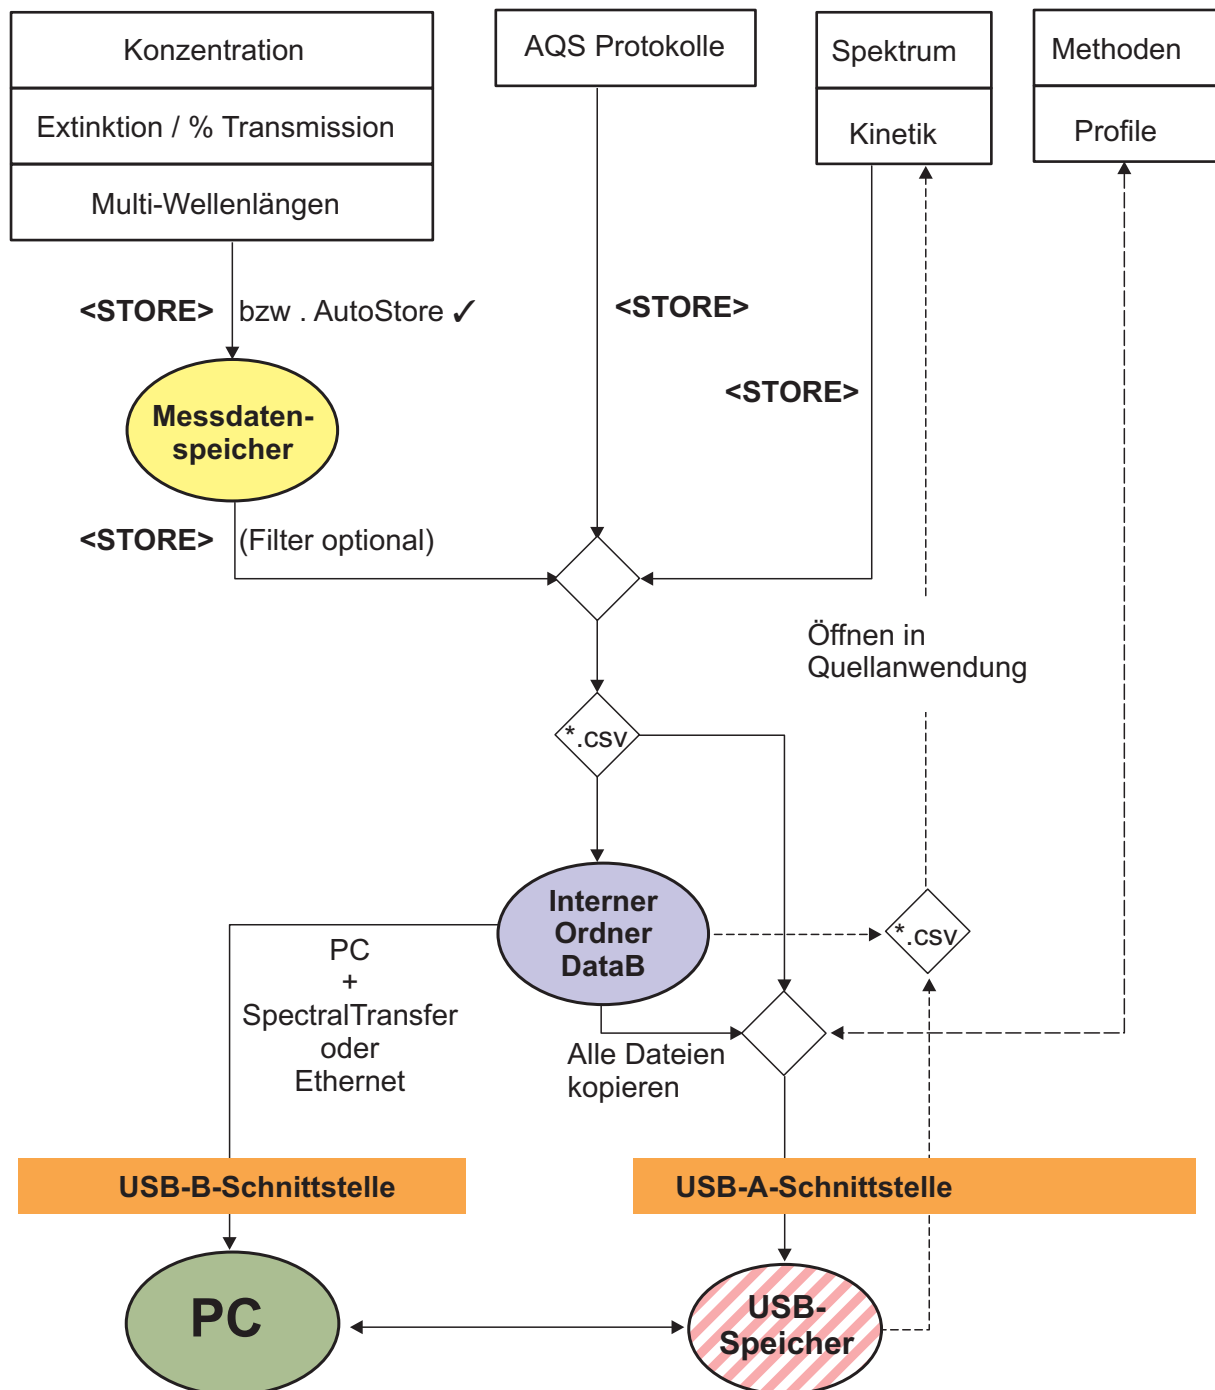 Konzentration
Extinktion / % Transmission
Multi-Wellenlängen
AQS Protokolle
Spektrum
Kinetik
Methoden
Profile
<STORE> bzw . AutoStore ✓
<STORE>
<STORE>
Messdaten-
speicher
<STORE> (Filter optional)
Öffnen in
Quellanwendung
*.CSV
Interner
Ordner
DataB
*.CSV
PC
+
SpectralTransfer
oder
Ethernet
Alle Dateien
kopieren
USB-B-Schnittstelle
USB-A-Schnittstelle
PC
USB-
Speicher